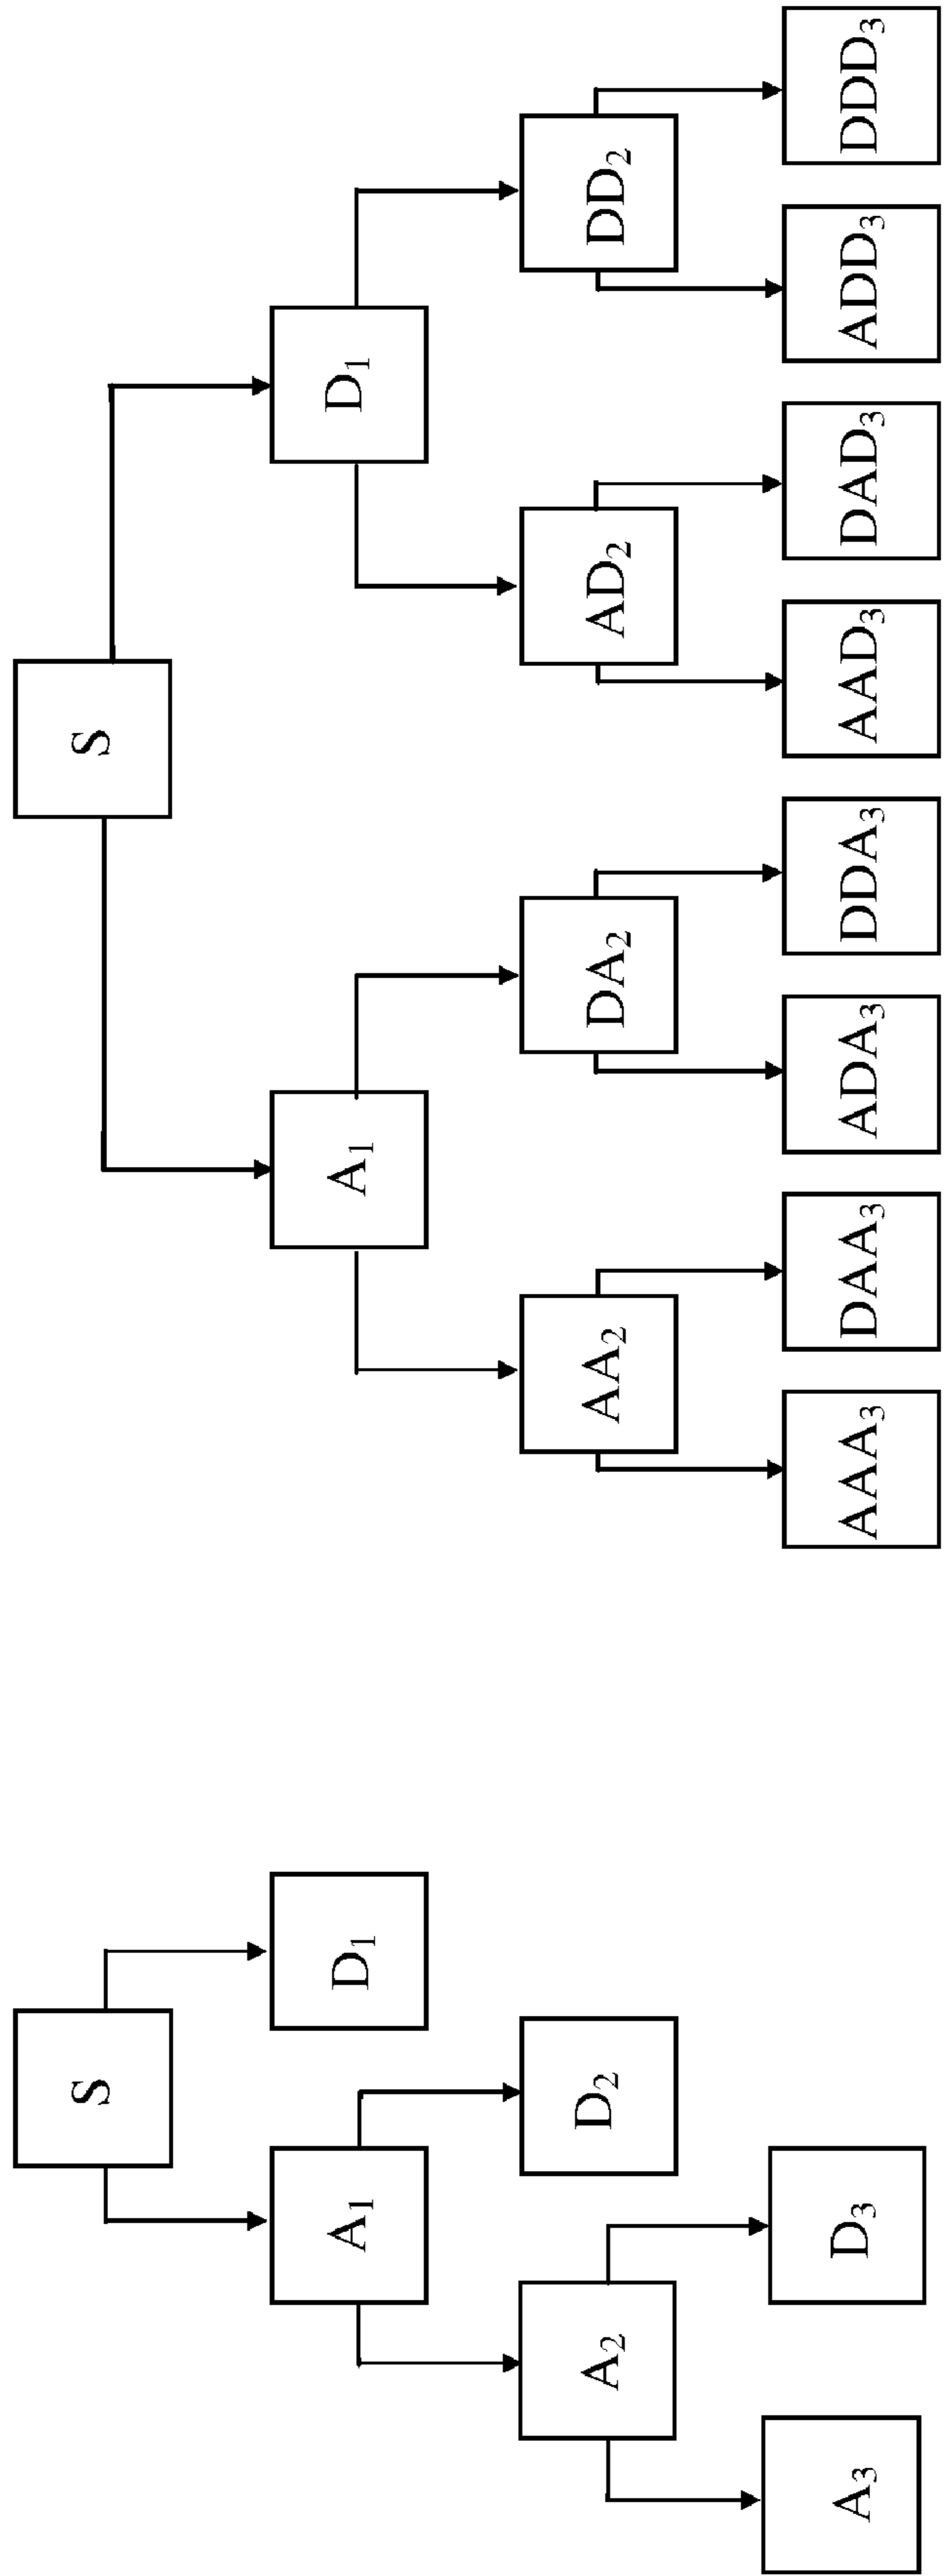 S
A₁ D₁
A₂ D₂
A₃ D₃
S
A₁ D₁
AA₂ DA₂ AD₂ DD₂
AAA₃ DAA₃ ADA₃ DDA₃ AAD₃ DAD₃ ADD₃ DDD₃